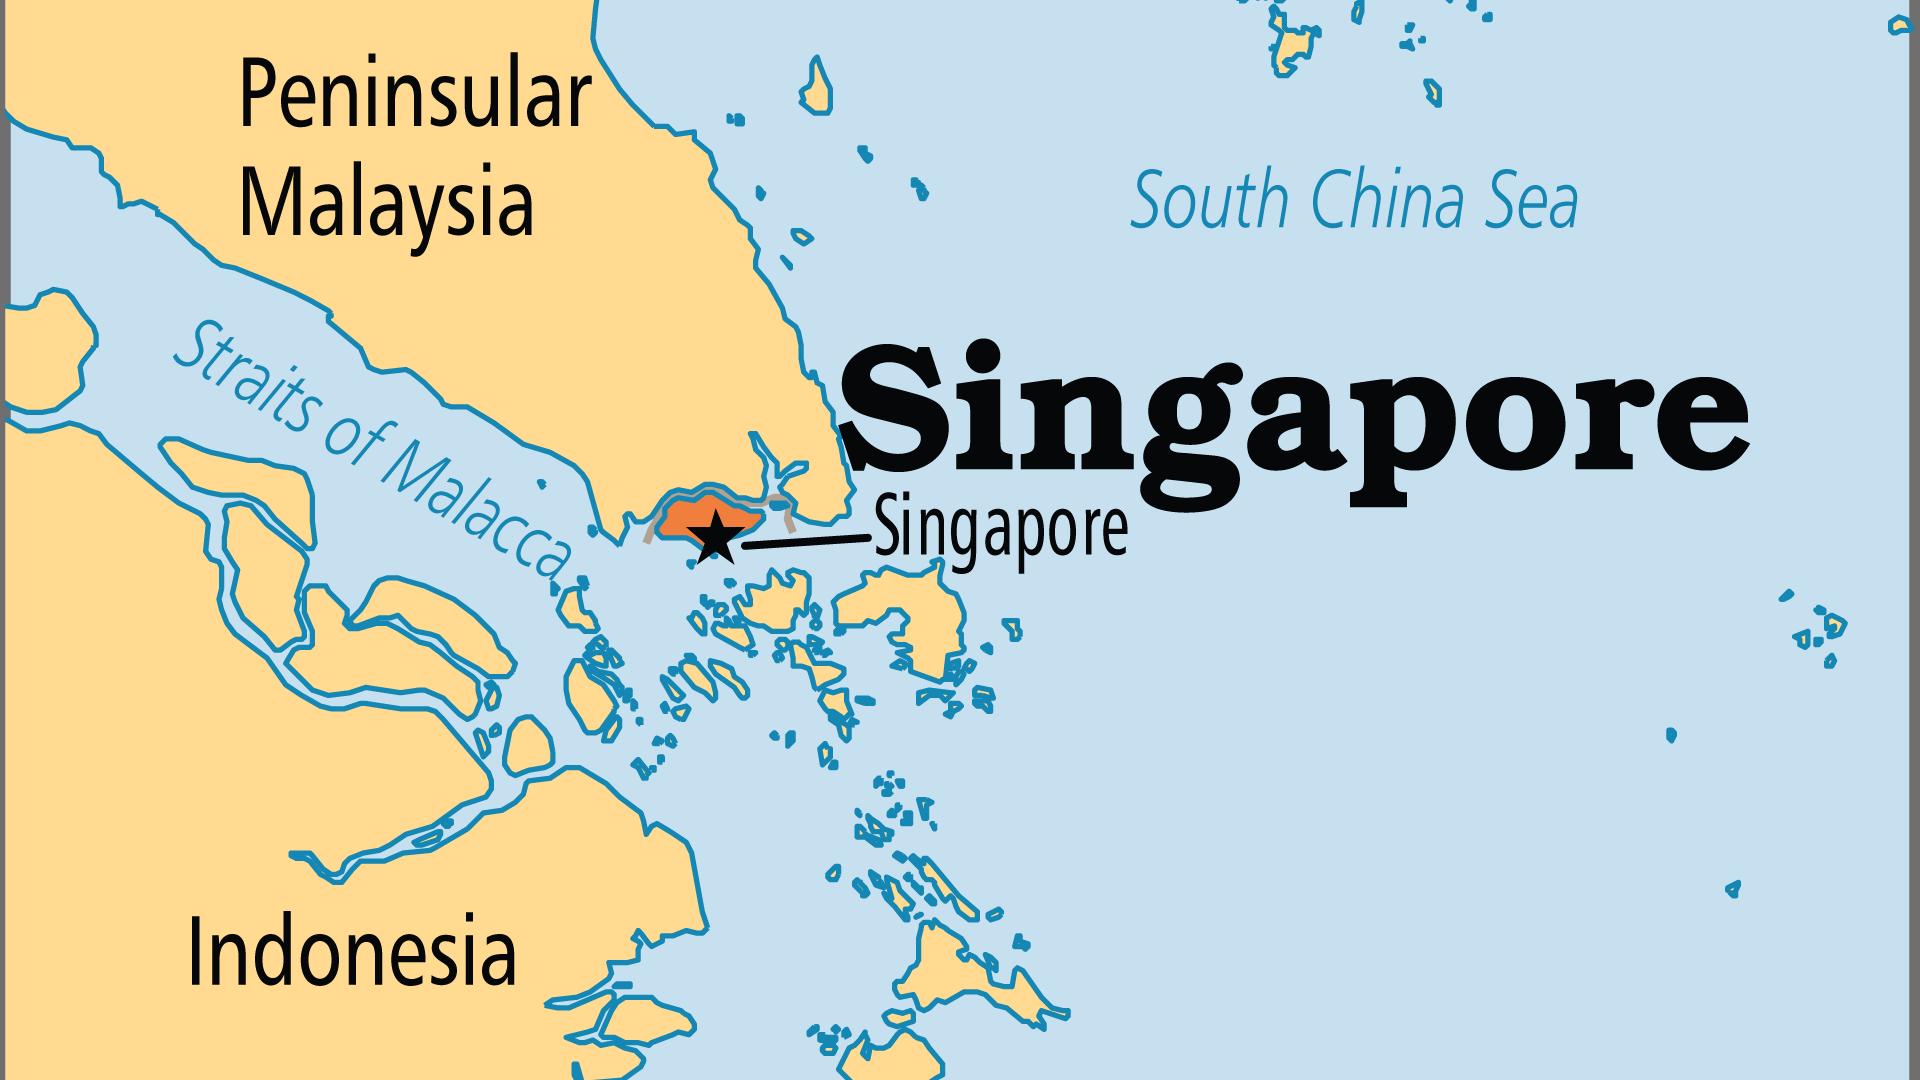 Peninsular
Malaysia
South China Sea
Straits of Malacca
Singapore
Singapore
Indonesia